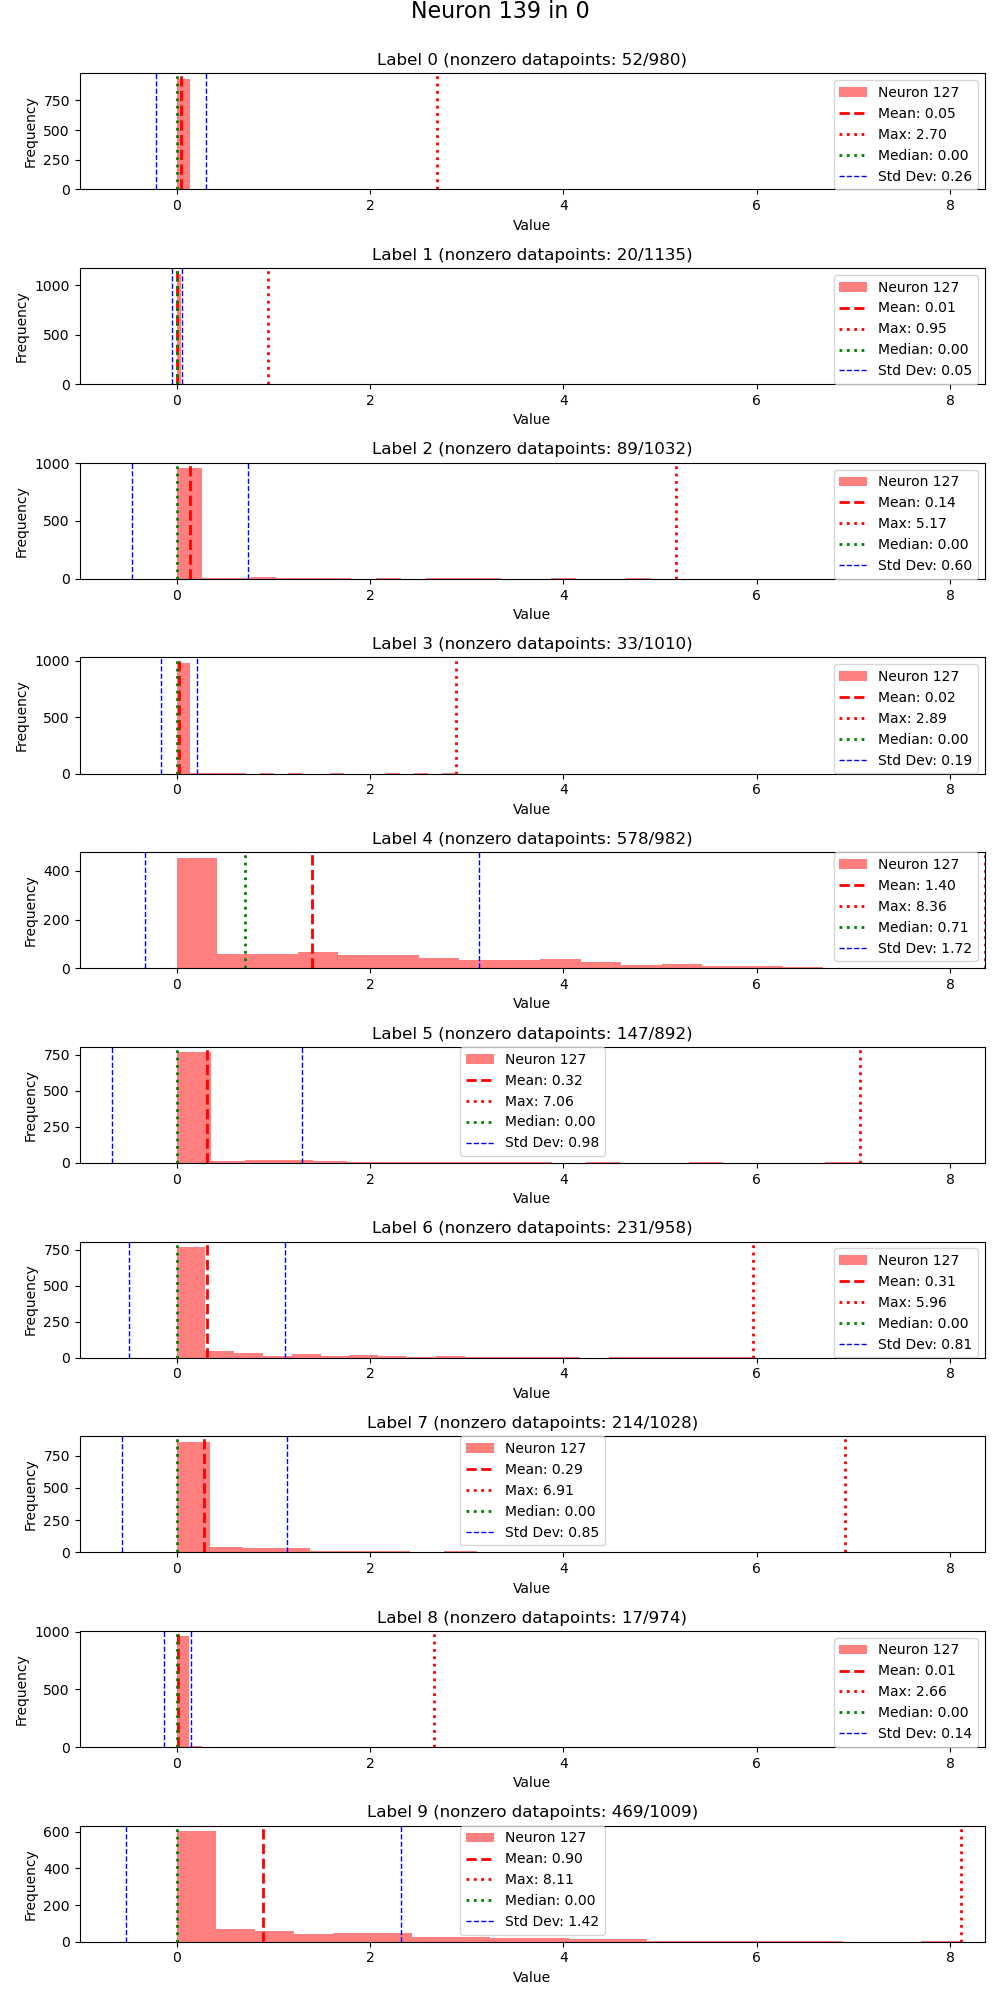 Neuron 139 in 0
Label 0 (nonzero datapoints: 52/980)
Frequency
750
500
250
0
Neuron 127
Mean: 0.05
Max: 2.70
Median: 0.00
Std Dev: 0.26
0 2 4 6 8
Value
Label 1 (nonzero datapoints: 20/1135)
Frequency
1000
500
0
Neuron 127
Mean: 0.01
Max: 0.95
Median: 0.00
Std Dev: 0.05
0 2 4 6 8
Value
Label 2 (nonzero datapoints: 89/1032)
Frequency
1000
500
0
Neuron 127
Mean: 0.14
Max: 5.17
Median: 0.00
Std Dev: 0.60
0 2 4 6 8
Value
Label 3 (nonzero datapoints: 33/1010)
Frequency
1000
500
0
Neuron 127
Mean: 0.02
Max: 2.89
Median: 0.00
Std Dev: 0.19
0 2 4 6 8
Value
Label 4 (nonzero datapoints: 578/982)
Frequency
400
200
0
Neuron 127
Mean: 1.40
Max: 8.36
Median: 0.71
Std Dev: 1.72
0 2 4 6 8
Value
Label 5 (nonzero datapoints: 147/892)
Frequency
750
500
250
0
Neuron 127
Mean: 0.32
Max: 7.06
Median: 0.00
Std Dev: 0.98
0 2 4 6 8
Value
Label 6 (nonzero datapoints: 231/958)
Frequency
750
500
250
0
Neuron 127
Mean: 0.31
Max: 5.96
Median: 0.00
Std Dev: 0.81
0 2 4 6 8
Value
Label 7 (nonzero datapoints: 214/1028)
Frequency
750
500
250
0
Neuron 127
Mean: 0.29
Max: 6.91
Median: 0.00
Std Dev: 0.85
0 2 4 6 8
Value
Label 8 (nonzero datapoints: 17/974)
Frequency
1000
500
0
Neuron 127
Mean: 0.01
Max: 2.66
Median: 0.00
Std Dev: 0.14
0 2 4 6 8
Value
Label 9 (nonzero datapoints: 469/1009)
Frequency
600
400
200
0
Neuron 127
Mean: 0.90
Max: 8.11
Median: 0.00
Std Dev: 1.42
0 2 4 6 8
Value